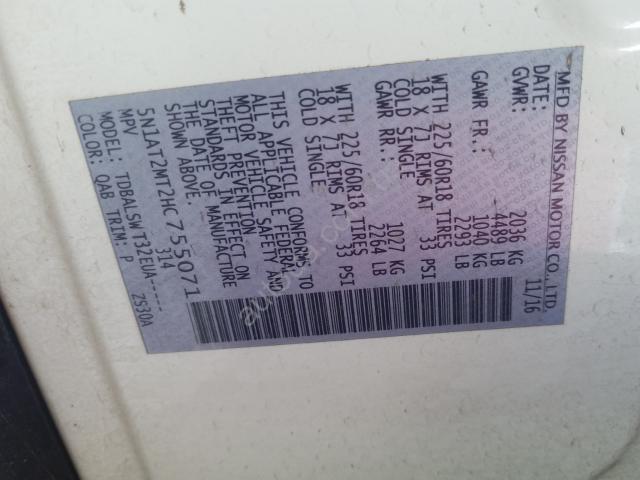 MFD BY NISSAN MOTOR CO.,LTD
DATE: 11/16
GVWR: 2036 KG
4489 LB
GAWR FR.: 1040 KG
2293 LB
WITH 225/60R18 TIRES
18 X 7J RIMS AT 33 PSI
COLD SINGLE
GAWR RR.: 1027 KG
2264 LB
WITH 225/60R18 TIRES
18 X 7J RIMS AT 33 PSI
COLD SINGLE
THIS VEHICLE CONFORMS TO
ALL APPLICABLE FEDERAL
MOTOR VEHICLE SAFETY AND
THEFT PREVENTION
STANDARDS IN EFFECT ON
THE DATE OF MANUFACTURE
SHOWN ABOVE.
5N1AT2MT2HC755071
MPV 314
MODEL: TDBALSWT32EUA-----
COLOR: QAB TRIM: P ZS30A